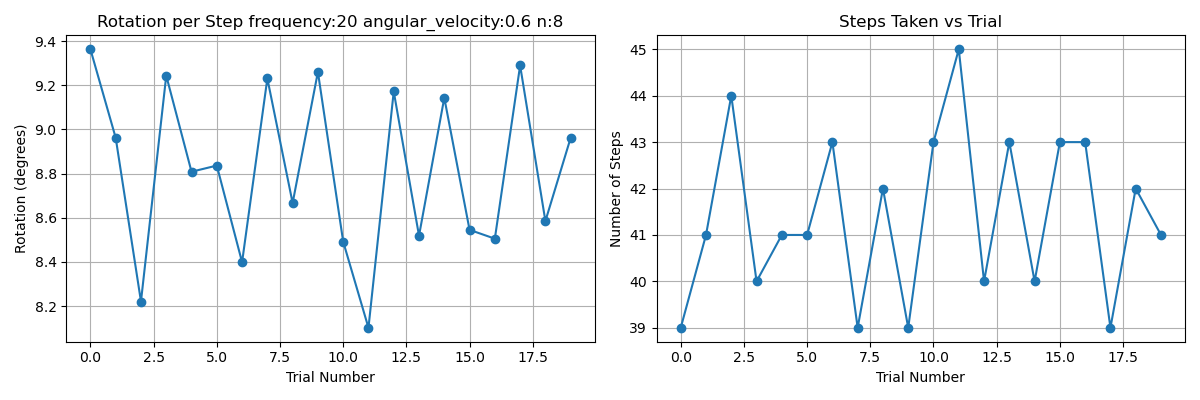 Rotation per Step frequency:20 angular_velocity:0.6 n:8
9.4
9.2
9.0
8.8
8.6
8.4
8.2
Rotation (degrees)
0.0 2.5 5.0 7.5 10.0 12.5 15.0 17.5
Trial Number
Steps Taken vs Trial
45
44
43
42
41
40
39
Number of Steps
0.0 2.5 5.0 7.5 10.0 12.5 15.0 17.5
Trial Number